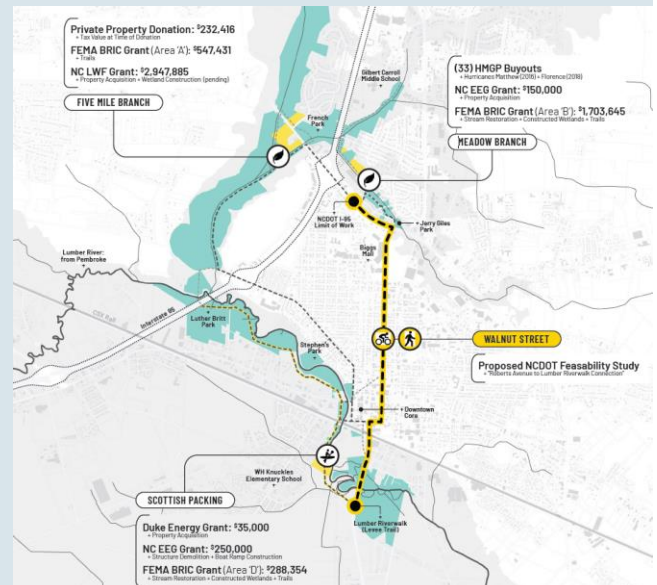 Private Property Donation: $232,416
+ Tax Value at Time of Donation
FEMA BRIC Grant (Area 'A'): $547,431
+ Trails
NC LWF Grant: $2,947,885
+ Property Acquisition + Wetland Construction (pending)
FIVE MILE BRANCH
Gilbert Carroll
Middle School
French
Park
(33) HMGP Buyouts
+ Hurricanes Matthew (2016) + Florence (2018)
NC EEG Grant: $150,000
+ Property Acquisition
FEMA BRIC Grant (Area 'B'): $1,703,645
+ Stream Restoration + Constructed Wetlands + Trails
MEADOW BRANCH
NCDOT I-95
Limit of Work
Jerry Giles
Park
Biggs
Mall
Lumber River:
from Pembroke
CSX Rail
Interstate 95
Luther Britt
Park
Stephen's
Park
WALNUT STREET
Proposed NCDOT Feasability Study
+ "Roberts Avenue to Lumber Riverwalk Connection"
Downtown
Core
WH Knuckles
Elementary School
SCOTTISH PACKING
Lumber Riverwalk
(Levee Trail)
Duke Energy Grant: $35,000
+ Property Acquisition
NC EEG Grant: $250,000
+ Structure Demolition + Boat Ramp Construction
FEMA BRIC Grant (Area 'D'): $288,354
+ Stream Restoration + Constructed Wetlands + Trails